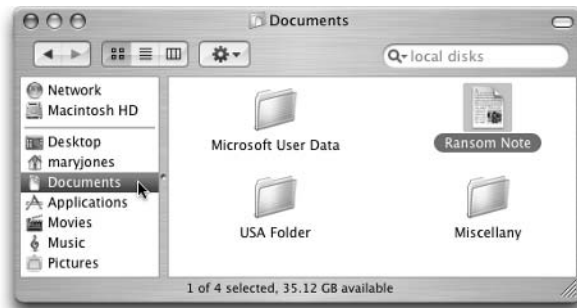 Documents
local disks
Network
Macintosh HD
Desktop
maryjones
Documents
Applications
Movies
Music
Pictures
Microsoft User Data
Ransom Note
USA Folder
Miscellany
1 of 4 selected, 35.12 GB available